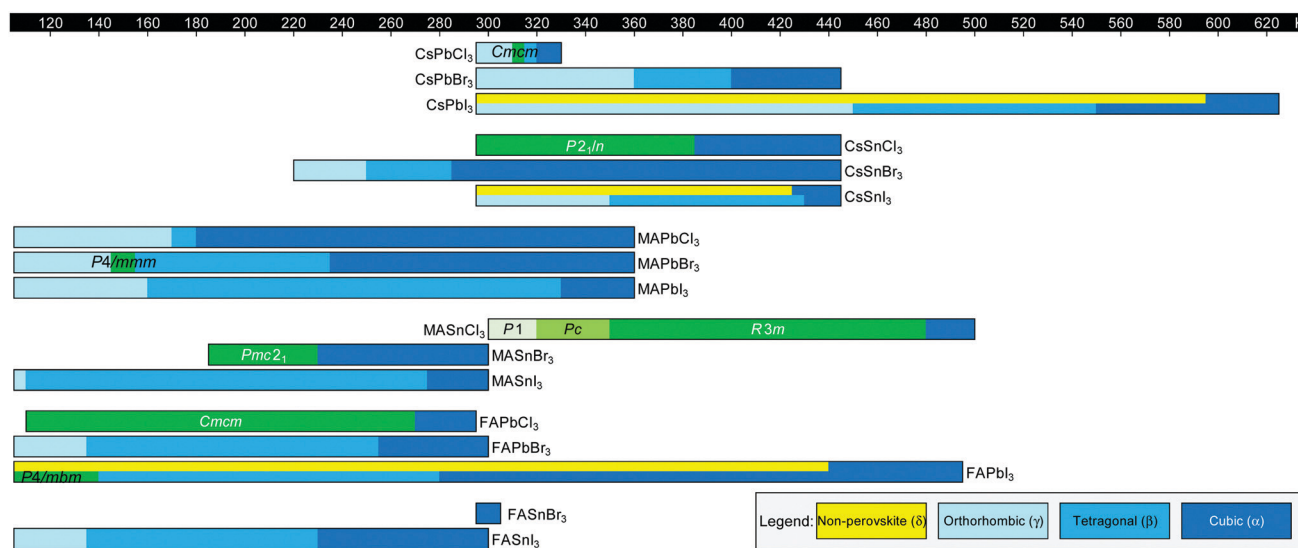 120 140 160 180 200 220 240 260 280 300 320 340 360 380 400 420 440 460 480 500 520 540 560 580 600 620 K
CsPbCl₃ Cmcm
CsPbBr₃
CsPbI₃
P2₁/n CsSnCl₃
CsSnBr₃
CsSnI₃
MAPbCl₃
P4/mmm MAPbBr₃
MAPbI₃
MASnCl₃ P1 Pc R3m
Pmc2₁ MASnBr₃
MASnI₃
Cmcm FAPbCl₃
FAPbBr₃
P4/mbm FAPbI₃
FASnBr₃
FASnI₃
Legend: Non-perovskite (δ) Orthorhombic (γ) Tetragonal (β) Cubic (α)